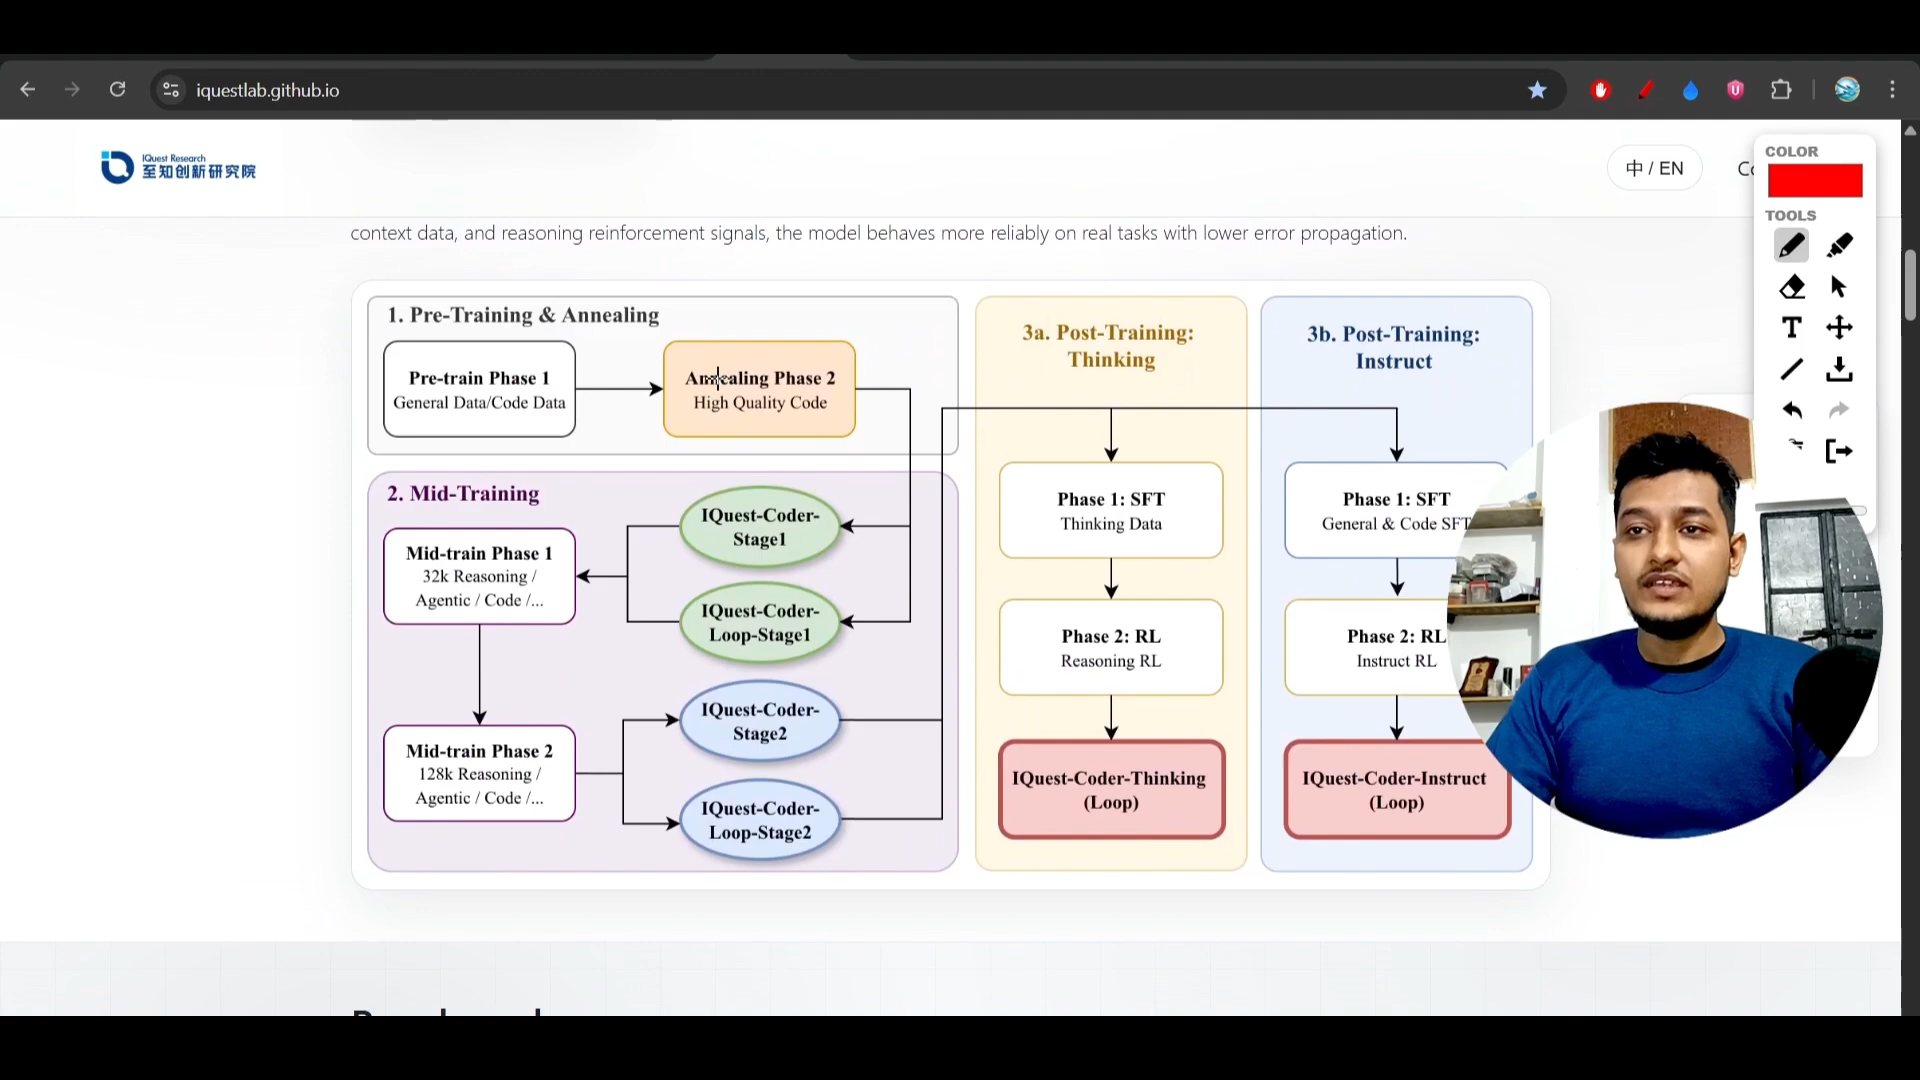 iquestlab.github.io
IQuest Research
至知创新研究院
中 / EN
COLOR
TOOLS
context data, and reasoning reinforcement signals, the model behaves more reliably on real tasks with lower error propagation.
1. Pre-Training & Annealing
Pre-train Phase 1
General Data/Code Data
Annealing Phase 2
High Quality Code
2. Mid-Training
Mid-train Phase 1
32k Reasoning /
Agentic / Code /...
IQuest-Coder-
Stage1
IQuest-Coder-
Loop-Stage1
Mid-train Phase 2
128k Reasoning /
Agentic / Code /...
IQuest-Coder-
Stage2
IQuest-Coder-
Loop-Stage2
3a. Post-Training:
Thinking
Phase 1: SFT
Thinking Data
Phase 2: RL
Reasoning RL
IQuest-Coder-Thinking
(Loop)
3b. Post-Training:
Instruct
Phase 1: SFT
General & Code SFT
Phase 2: RL
Instruct RL
IQuest-Coder-Instruct
(Loop)